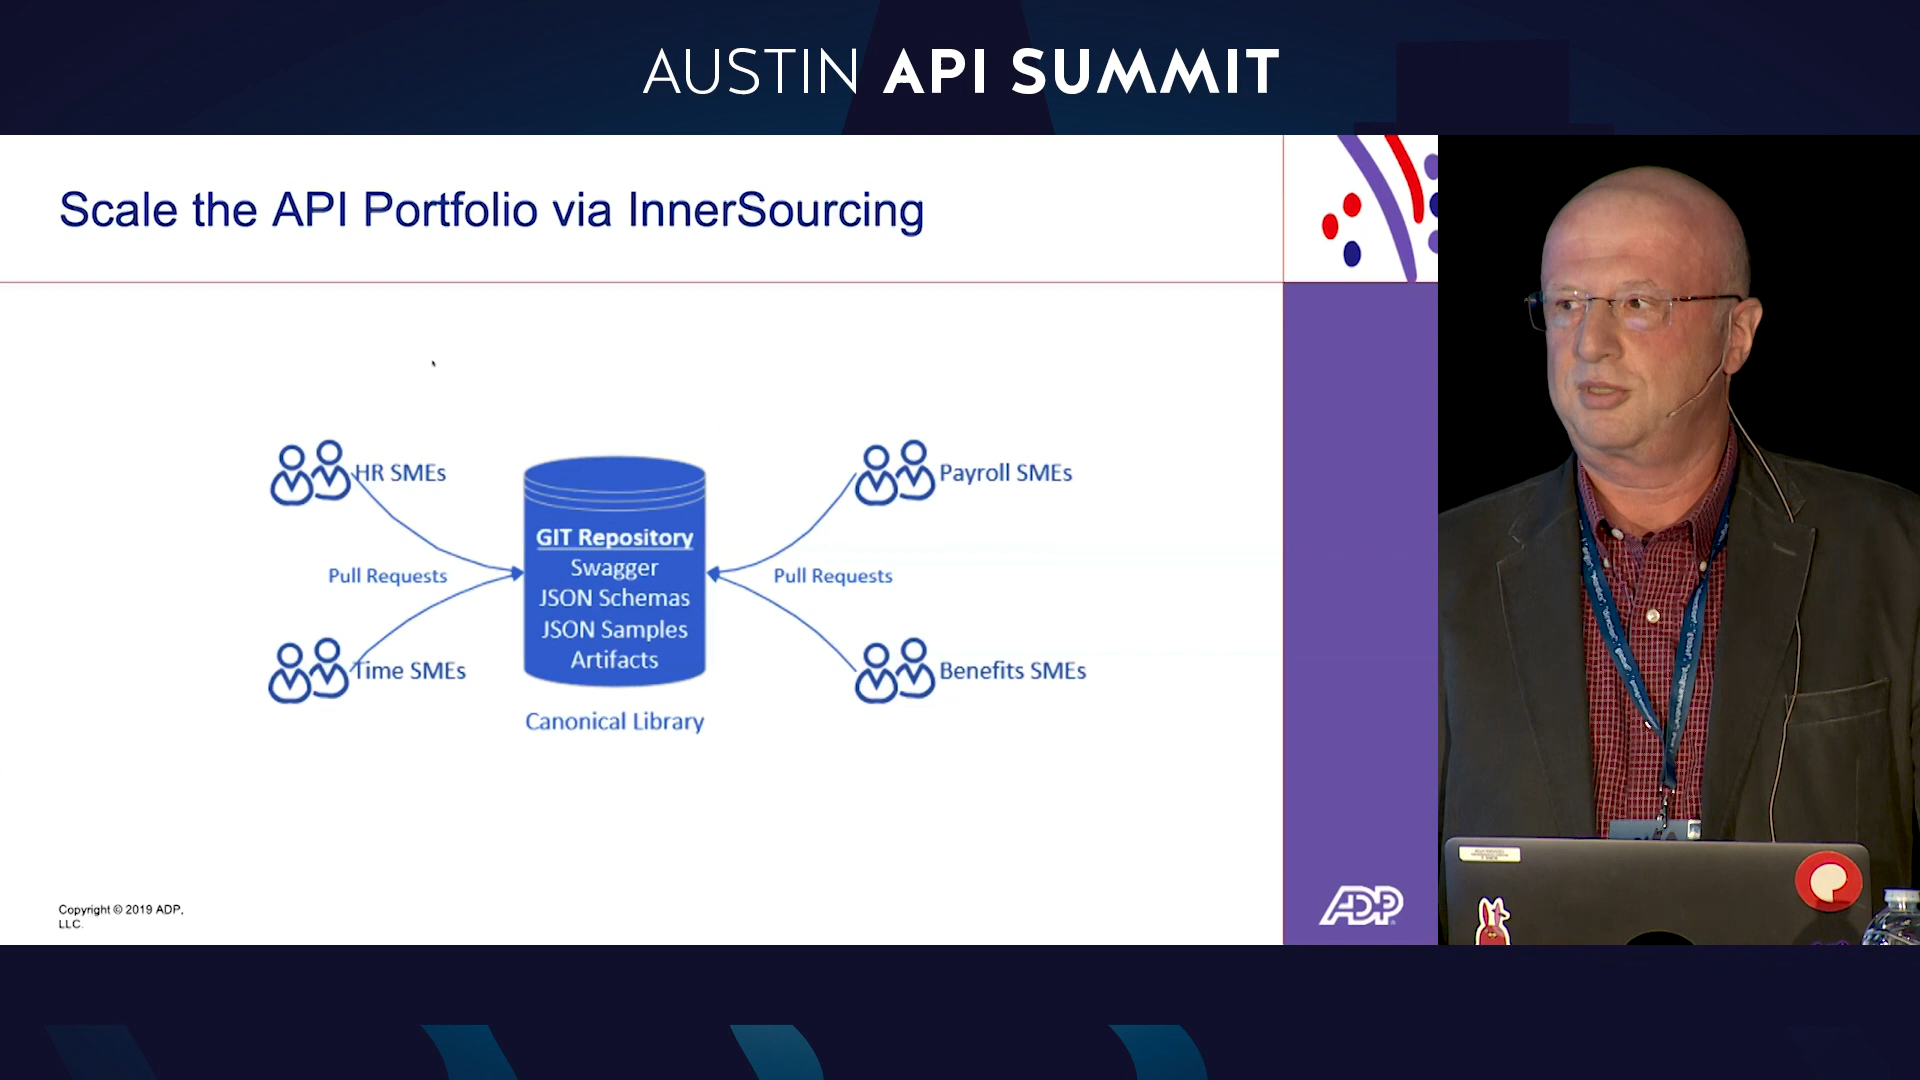 AUSTIN API SUMMIT
Scale the API Portfolio via InnerSourcing
HR SMEs
Payroll SMEs
GIT Repository
Swagger
JSON Schemas
JSON Samples
Artifacts
Pull Requests
Pull Requests
Time SMEs
Benefits SMEs
Canonical Library
Copyright © 2019 ADP,
LLC.
ADP